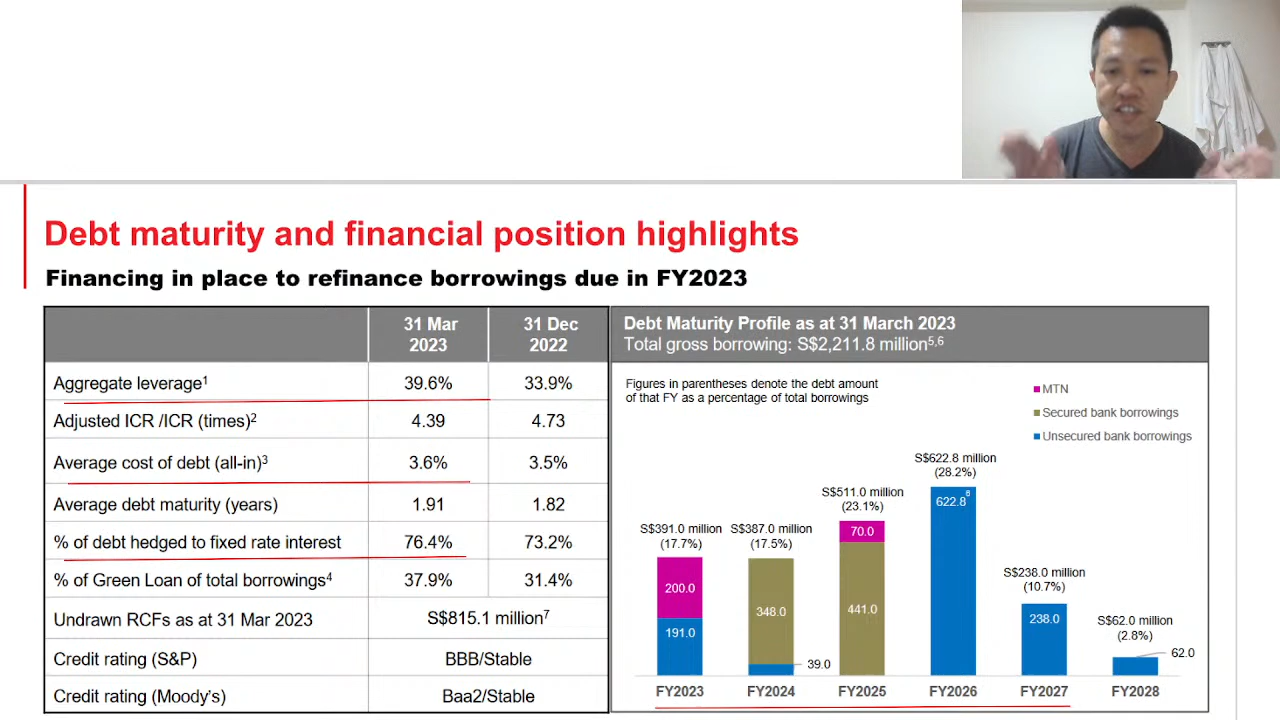 Debt maturity and financial position highlights
Financing in place to refinance borrowings due in FY2023
31 Mar 2023
31 Dec 2022
Aggregate leverage1 39.6% 33.9%
Adjusted ICR /ICR (times)2 4.39 4.73
Average cost of debt (all-in)3 3.6% 3.5%
Average debt maturity (years) 1.91 1.82
% of debt hedged to fixed rate interest 76.4% 73.2%
% of Green Loan of total borrowings4 37.9% 31.4%
Undrawn RCFs as at 31 Mar 2023 S$815.1 million7
Credit rating (S&P) BBB/Stable
Credit rating (Moody's) Baa2/Stable
Debt Maturity Profile as at 31 March 2023
Total gross borrowing: S$2,211.8 million5,6
Figures in parentheses denote the debt amount
of that FY as a percentage of total borrowings
MTN
Secured bank borrowings
Unsecured bank borrowings
S$391.0 million
(17.7%)
200.0
191.0
S$387.0 million
(17.5%)
348.0
39.0
S$511.0 million
(23.1%)
70.0
441.0
S$622.8 million
(28.2%)
622.8
S$238.0 million
(10.7%)
238.0
S$62.0 million
(2.8%)
62.0
FY2023 FY2024 FY2025 FY2026 FY2027 FY2028